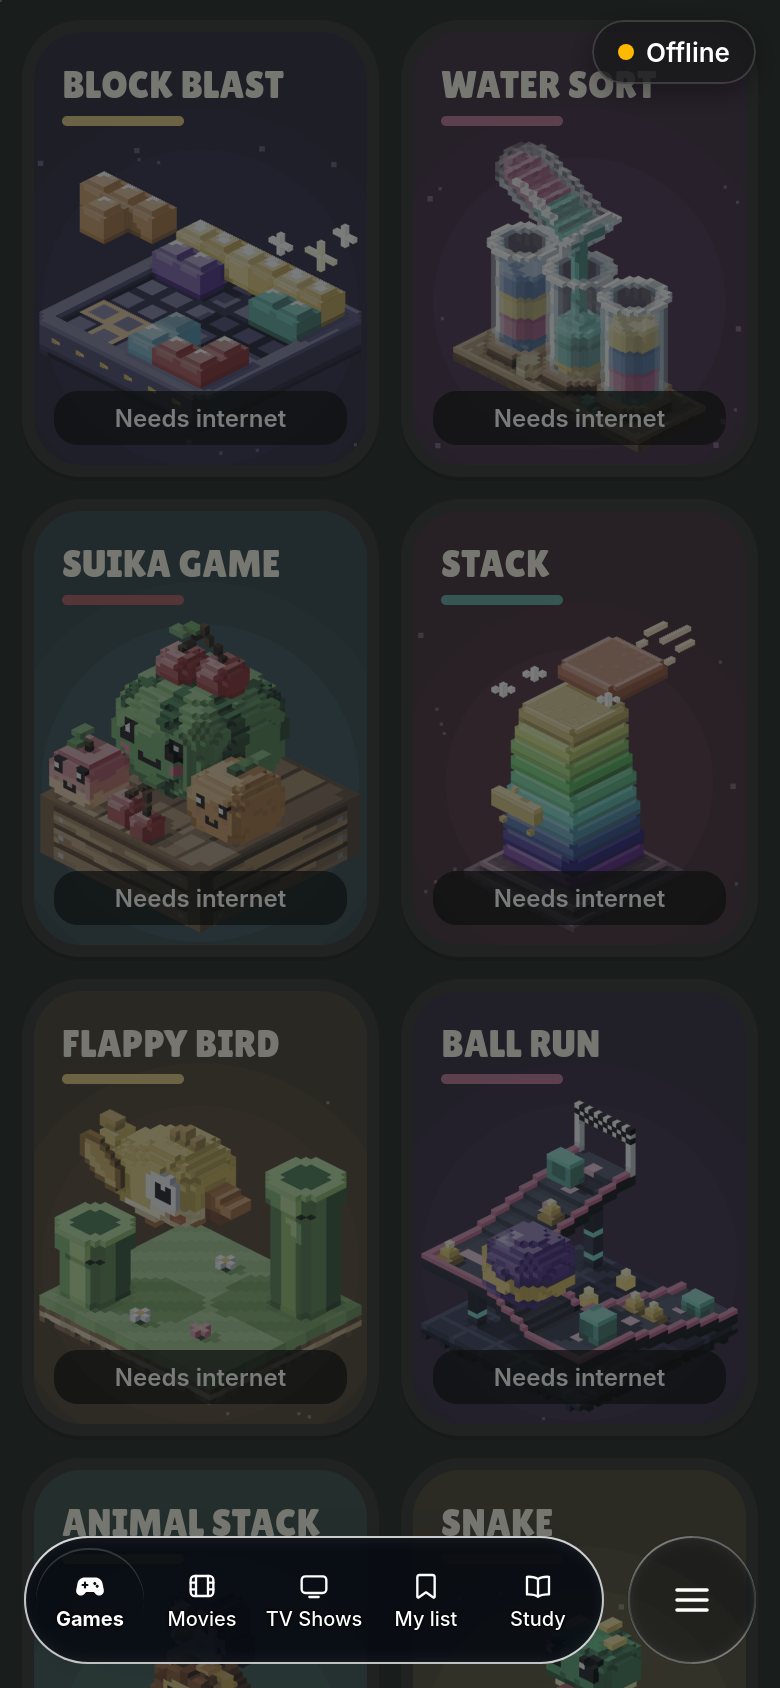 Offline
BLOCK BLAST
WATER SORT
Needs internet
Needs internet
SUIKA GAME
STACK
Needs internet
Needs internet
FLAPPY BIRD
BALL RUN
Needs internet
Needs internet
ANIMAL STACK
SNAKE
Games
Movies
TV Shows
My list
Study